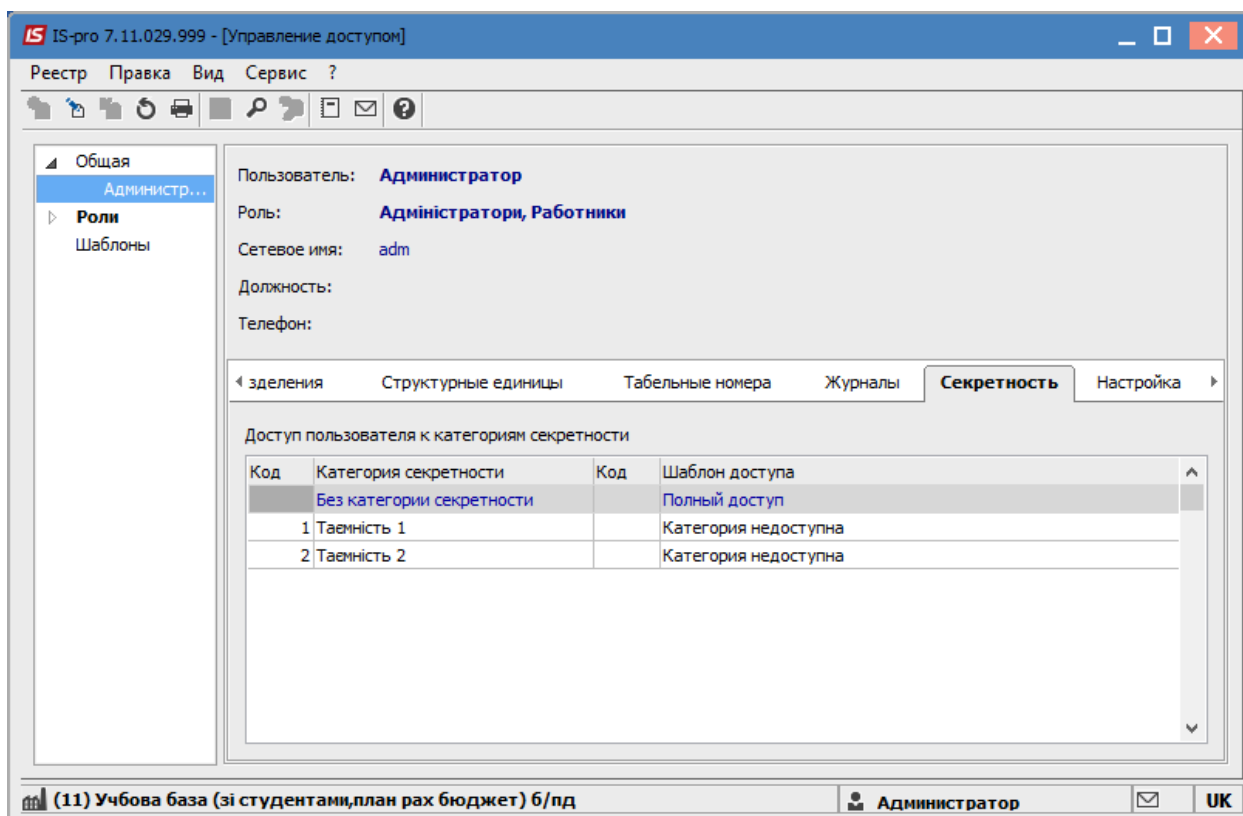 IS IS-pro 7.11.029.999 - [Управление доступом]
Реестр Правка Вид Сервис ?
Общая
Администр...
Роли
Шаблоны
Пользователь: Администратор
Роль: Адміністратори, Работники
Сетевое имя: adm
Должность:
Телефон:
зделения Структурные единицы Табельные номера Журналы Секретность Настройка
Доступ пользователя к категориям секретности
Код Категория секретности Код Шаблон доступа
Без категории секретности Полный доступ
1 Таємність 1 Категория недоступна
2 Таємність 2 Категория недоступна
(11) Учбова база (зі студентами,план рах бюджет) б/пд Администратор UK